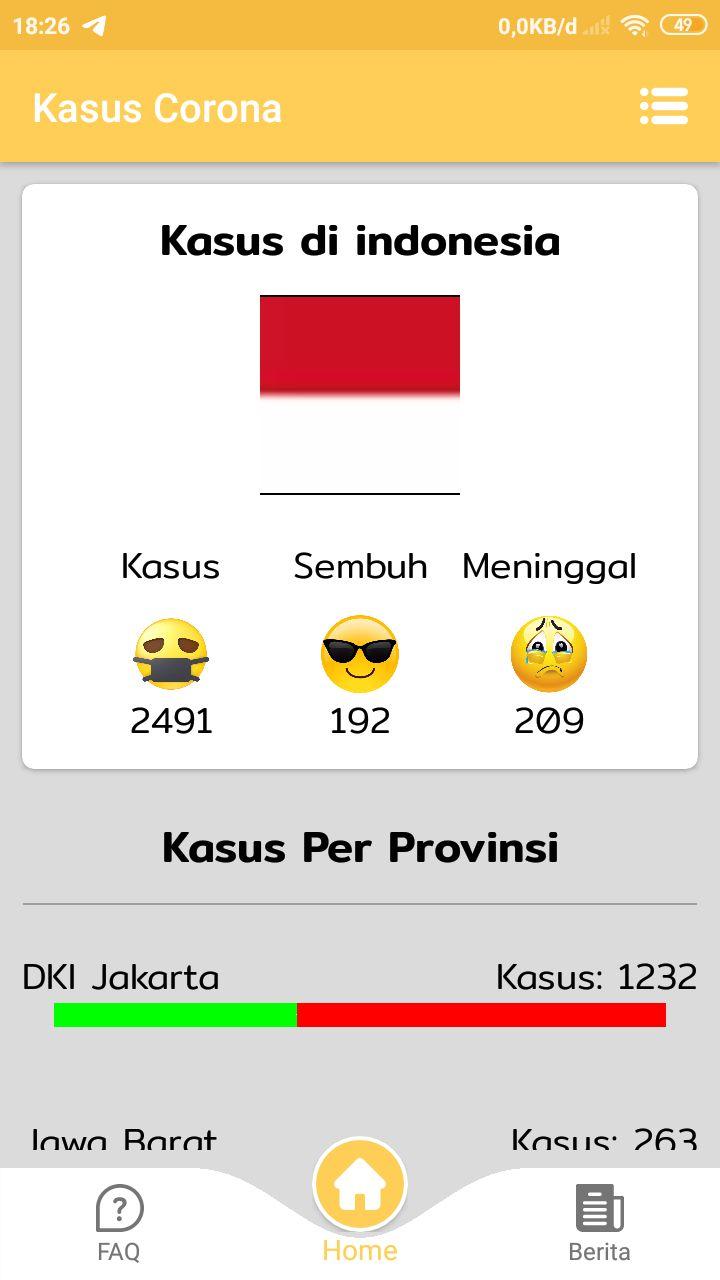 18:26 0,0KB/d 49
Kasus Corona
Kasus di indonesia
Kasus Sembuh Meninggal
2491 192 209
Kasus Per Provinsi
DKI Jakarta Kasus: 1232
Jawa Barat Kasus: 263
FAQ Home Berita